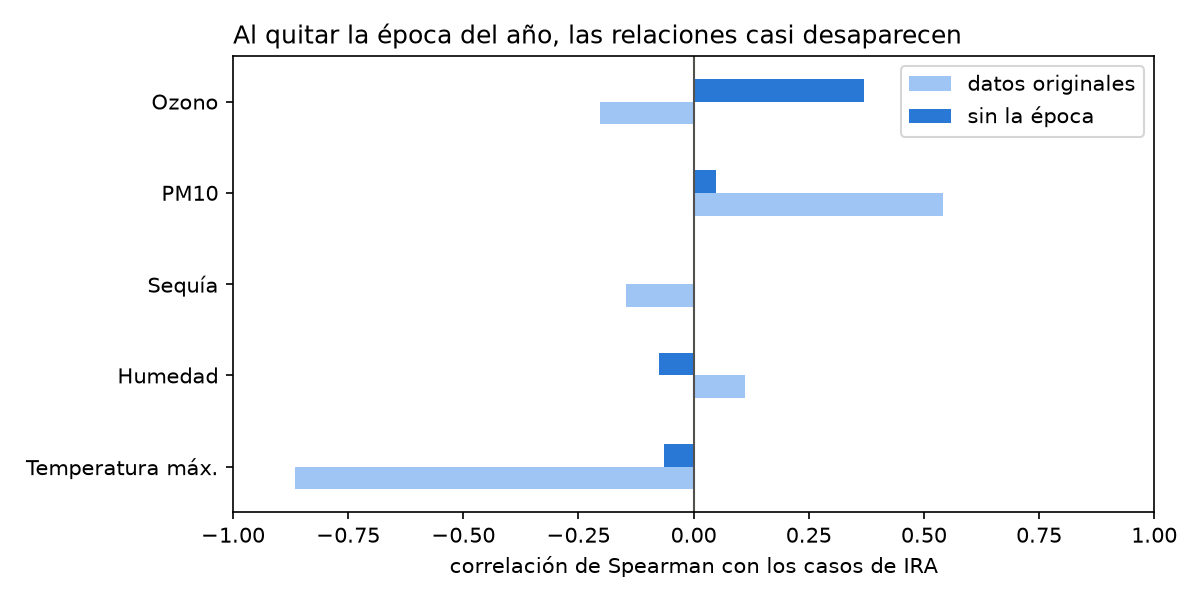 Al quitar la época del año, las relaciones casi desaparecen
datos originales
sin la época
Ozono
PM10
Sequía
Humedad
Temperatura máx.
−1.00 −0.75 −0.50 −0.25 0.00 0.25 0.50 0.75 1.00
correlación de Spearman con los casos de IRA